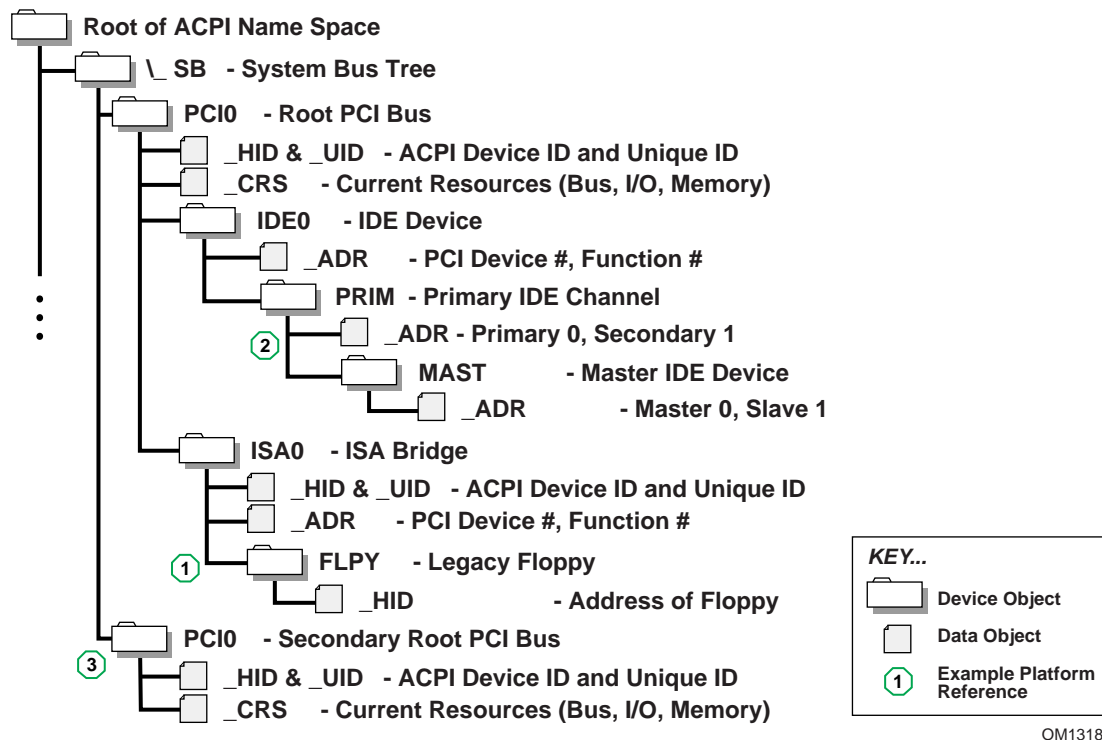 Root of ACPI Name Space
\_ SB - System Bus Tree
PCI0 - Root PCI Bus
_HID & _UID - ACPI Device ID and Unique ID
_CRS - Current Resources (Bus, I/O, Memory)
IDE0 - IDE Device
_ADR - PCI Device #, Function #
PRIM - Primary IDE Channel
2
_ADR - Primary 0, Secondary 1
MAST - Master IDE Device
_ADR - Master 0, Slave 1
ISA0 - ISA Bridge
_HID & _UID - ACPI Device ID and Unique ID
_ADR - PCI Device #, Function #
1
FLPY - Legacy Floppy
_HID - Address of Floppy
PCI0 - Secondary Root PCI Bus
3
_HID & _UID - ACPI Device ID and Unique ID
_CRS - Current Resources (Bus, I/O, Memory)
KEY...
Device Object
Data Object
1
Example Platform
Reference
OM1318